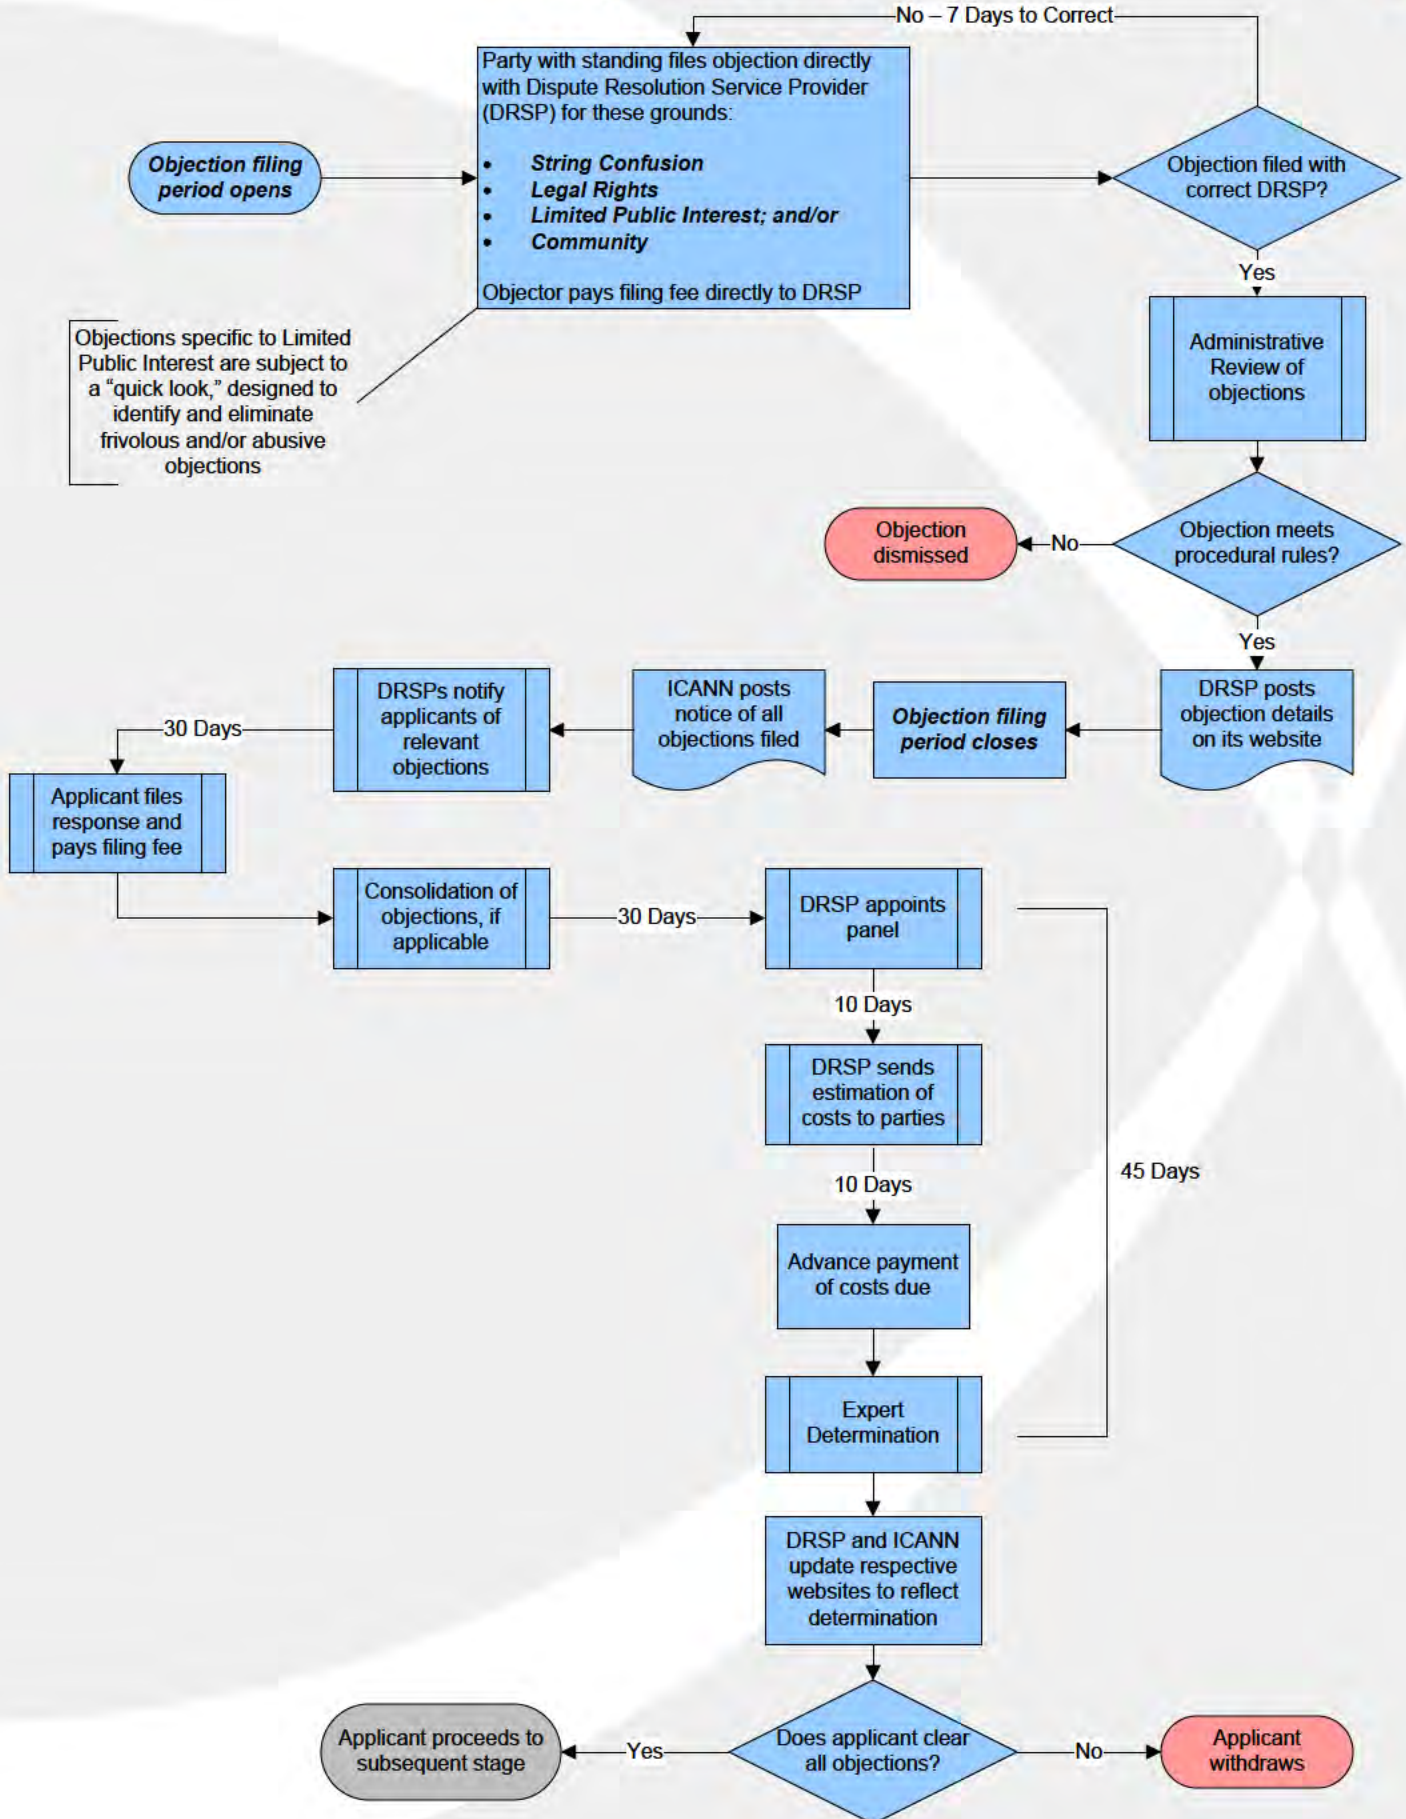 No – 7 Days to Correct
Party with standing files objection directly
with Dispute Resolution Service Provider
(DRSP) for these grounds:
• String Confusion
• Legal Rights
• Limited Public Interest; and/or
• Community
Objector pays filing fee directly to DRSP
Objection filing
period opens
Objection filed with
correct DRSP?
Yes
Objections specific to Limited
Public Interest are subject to
a “quick look,” designed to
identify and eliminate
frivolous and/or abusive
objections
Administrative
Review of
objections
Objection
dismissed
No
Objection meets
procedural rules?
Yes
DRSP posts
objection details
on its website
Objection filing
period closes
ICANN posts
notice of all
objections filed
DRSPs notify
applicants of
relevant
objections
30 Days
Applicant files
response and
pays filing fee
Consolidation of
objections, if
applicable
30 Days
DRSP appoints
panel
10 Days
DRSP sends
estimation of
costs to parties
10 Days
45 Days
Advance payment
of costs due
Expert
Determination
DRSP and ICANN
update respective
websites to reflect
determination
Does applicant clear
all objections?
Yes
Applicant proceeds to
subsequent stage
No
Applicant
withdraws